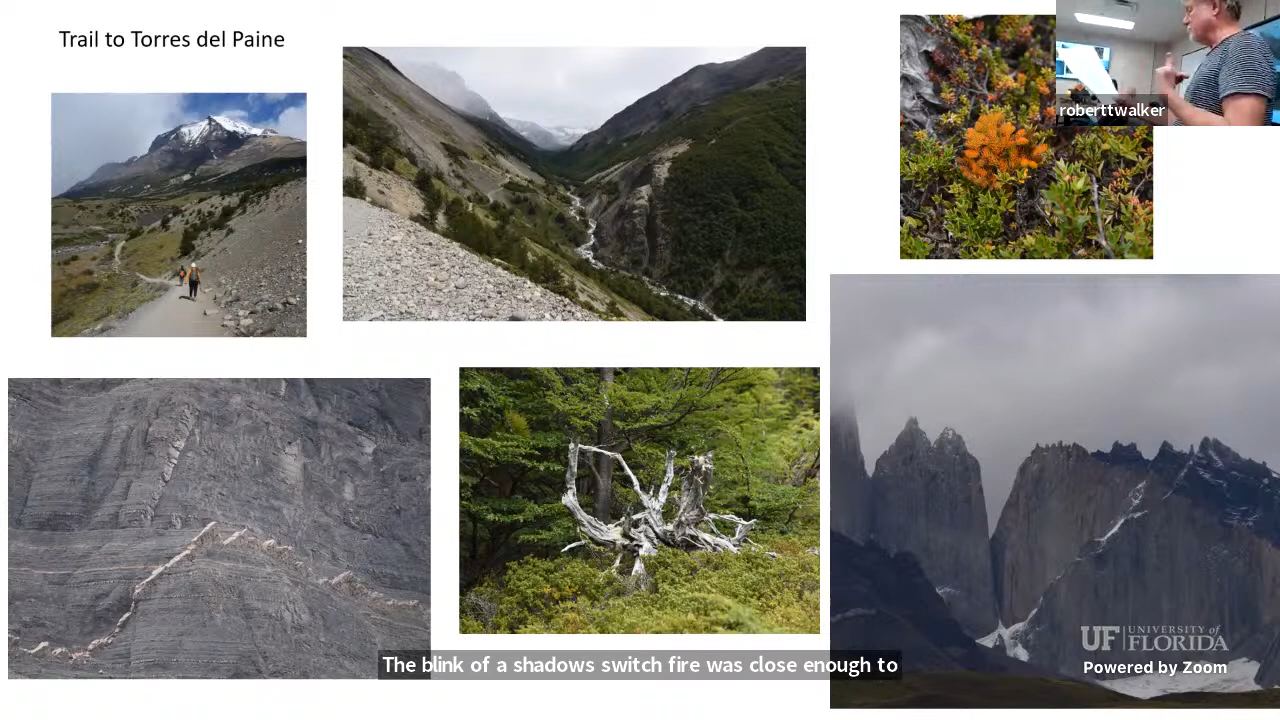 Trail to Torres del Paine
roberttwalker
UF UNIVERSITY of
FLORIDA
Powered by Zoom
The blink of a shadows switch fire was close enough to